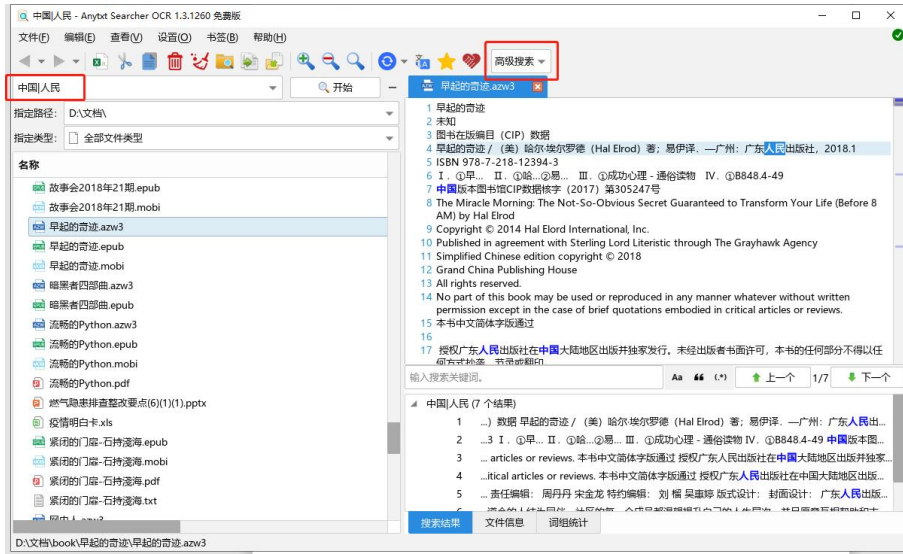 中国|人民 - Anytxt Searcher OCR 1.3.1260 免费版
文件(F) 编辑(E) 查看(V) 设置(O) 书签(B) 帮助(H)
高级搜索
中国|人民
开始
指定路径: D:\文档\
指定类型: 全部文件类型
名称
故事会2018年21期.epub
故事会2018年21期.mobi
早起的奇迹.azw3
早起的奇迹.epub
早起的奇迹.mobi
暗黑者四部曲.azw3
暗黑者四部曲.epub
流畅的Python.azw3
流畅的Python.epub
流畅的Python.mobi
流畅的Python.pdf
燃气隐患排查整改要点(6)(1)(1).pptx
疫情明白卡.xls
紧闭的门扉-石持淺海.epub
紧闭的门扉-石持淺海.mobi
紧闭的门扉-石持淺海.pdf
紧闭的门扉-石持淺海.txt
D:\文档\book\早起的奇迹\早起的奇迹.azw3
早起的奇迹.azw3
1 早起的奇迹
2 未知
3 图书在版编目（CIP）数据
4 早起的奇迹 / （美）哈尔·埃尔罗德（Hal Elrod）著；易伊译. —广州：广东人民出版社，2018.1
5 ISBN 978-7-218-12394-3
6 Ⅰ. ①早… Ⅱ. ①哈…②易… Ⅲ. ①成功心理 - 通俗读物 Ⅳ. ①B848.4-49
7 中国版本图书馆CIP数据核字（2017）第305247号
8 The Miracle Morning: The Not-So-Obvious Secret Guaranteed to Transform Your Life (Before 8
AM) by Hal Elrod
9 Copyright © 2014 Hal Elord International, Inc.
10 Published in agreement with Sterling Lord Literistic through The Grayhawk Agency
11 Simplified Chinese edition copyright © 2018
12 Grand China Publishing House
13 All rights reserved.
14 No part of this book may be used or reproduced in any manner whatever without written
permission except in the case of brief quotations embodied in critical articles or reviews.
15 本书中文简体字版通过
16
17 授权广东人民出版社在中国大陆地区出版并独家发行。未经出版者书面许可，本书的任何部分不得以任
输入搜索关键词。 Aa (.*) 上一个 1/7 下一个
中国|人民 (7 个结果)
1 ...) 数据 早起的奇迹 / （美）哈尔·埃尔罗德（Hal Elrod）著；易伊译. —广州：广东人民出...
2 ...3 Ⅰ. ①早... Ⅱ. ①哈...②易... Ⅲ. ①成功心理 - 通俗读物 Ⅳ. ①B848.4-49 中国版本图...
3 ... articles or reviews. 本书中文简体字版通过 授权广东人民出版社在中国大陆地区出版并独家...
4 ...itical articles or reviews. 本书中文简体字版通过 授权广东人民出版社在中国大陆地区出版...
5 ... 责任编辑： 周丹丹 宋金龙 特约编辑： 刘 榴 吴惠婷 版式设计： 封面设计： 广东人民出版...
搜索结果 文件信息 词组统计